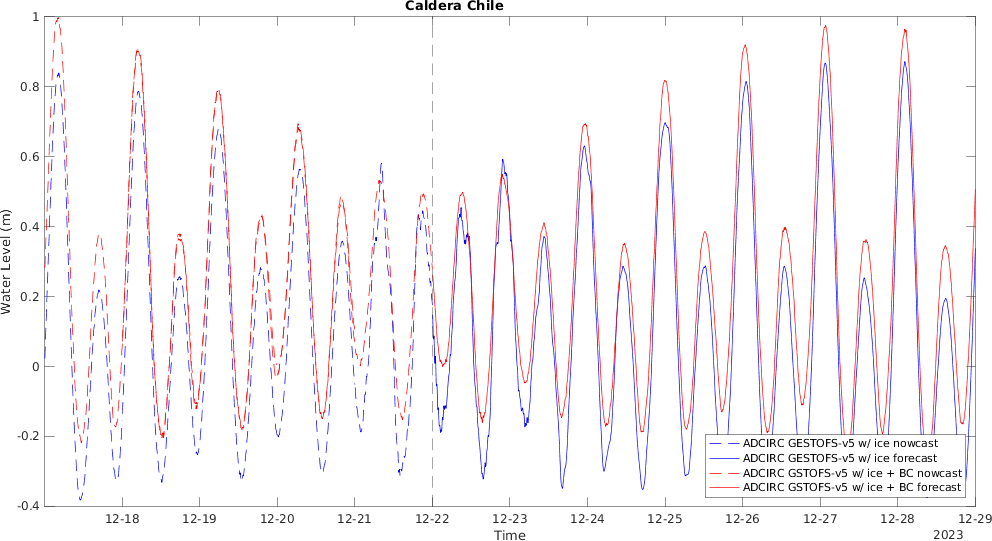 Caldera Chile
Water Level (m)
1
0.8
0.6
0.4
0.2
0
-0.2
-0.4
ADCIRC GESTOFS-v5 w/ ice nowcast
ADCIRC GESTOFS-v5 w/ ice forecast
ADCIRC GSTOFS-v5 w/ ice + BC nowcast
ADCIRC GSTOFS-v5 w/ ice + BC forecast
12-18 12-19 12-20 12-21 12-22 12-23 12-24 12-25 12-26 12-27 12-28 12-29
Time
2023